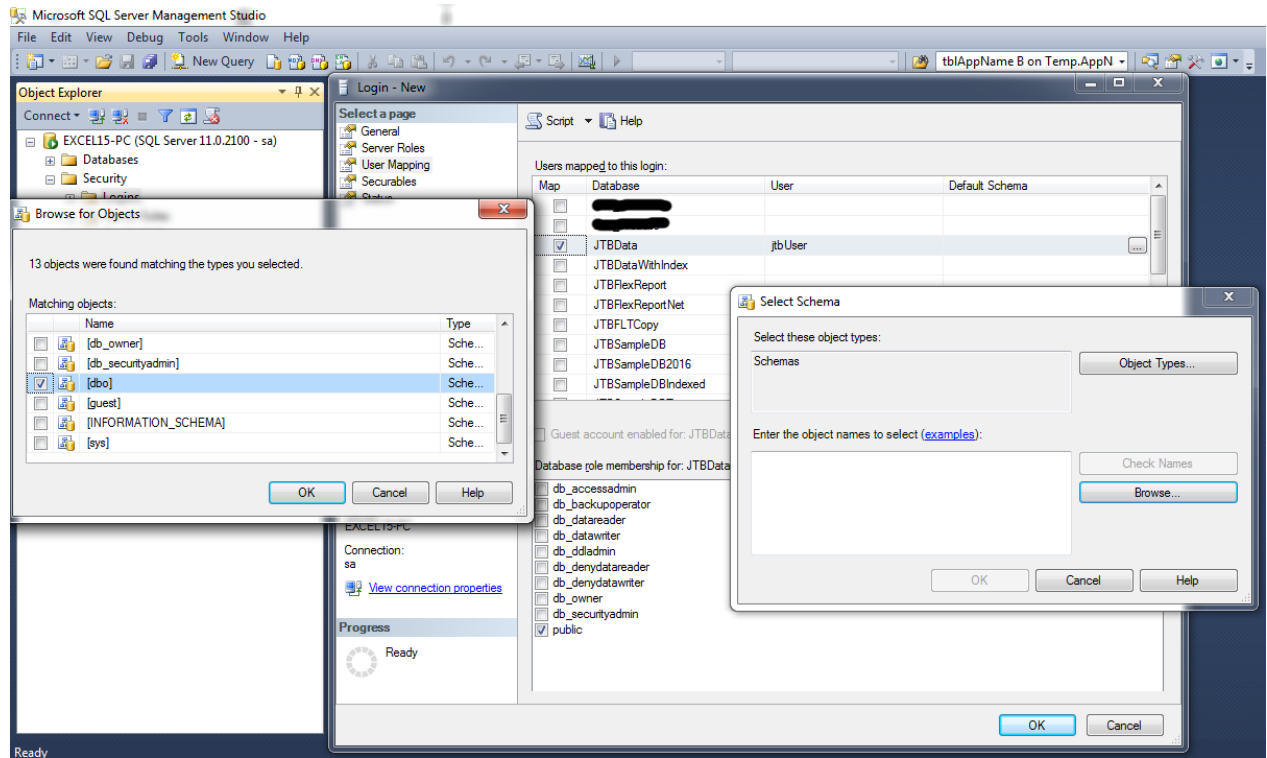 Microsoft SQL Server Management Studio
File Edit View Debug Tools Window Help
New Query
tblAppName B on Temp.AppN
Object Explorer
Connect
EXCEL15-PC (SQL Server 11.0.2100 - sa)
Databases
Security
Logins
Login - New
Select a page
General
Server Roles
User Mapping
Securables
Status
Script Help
Users mapped to this login:
Map Database User Default Schema
JTBData jtbUser ...
JTBDataWithIndex
JTBFlexReport
JTBFlexReportNet
JTBFLTCopy
JTBSampleDB
JTBSampleDB2016
JTBSampleDBIndexed
Guest account enabled for: JTBData
Database role membership for: JTBData
db_accessadmin
db_backupoperator
db_datareader
db_datawriter
db_ddladmin
db_denydatareader
db_denydatawriter
db_owner
db_securityadmin
public
EXCEL15-PC
Connection:
sa
View connection properties
Progress
Ready
OK Cancel
Browse for Objects
13 objects were found matching the types you selected.
Matching objects:
Name Type
[db_owner] Sche...
[db_securityadmin] Sche...
[dbo] Sche...
[guest] Sche...
[INFORMATION_SCHEMA] Sche...
[sys] Sche...
OK Cancel Help
Select Schema
Select these object types:
Schemas
Object Types...
Enter the object names to select (examples):
Check Names
Browse...
OK Cancel Help
Ready